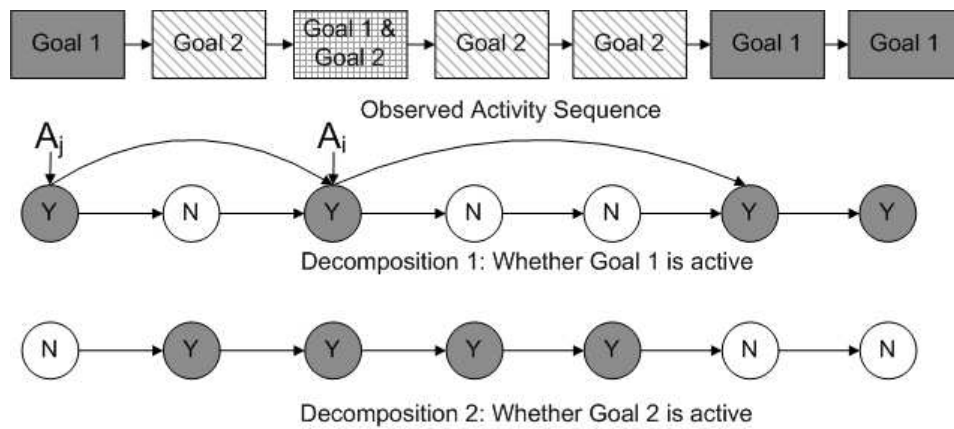 Goal 1 Goal 2 Goal 1 & Goal 2 Goal 2 Goal 1 Goal 1
Goal 2
Observed Activity Sequence
Aj Ai
Y N Y N N Y Y
Decomposition 1: Whether Goal 1 is active
N Y Y Y Y N N
Decomposition 2: Whether Goal 2 is active